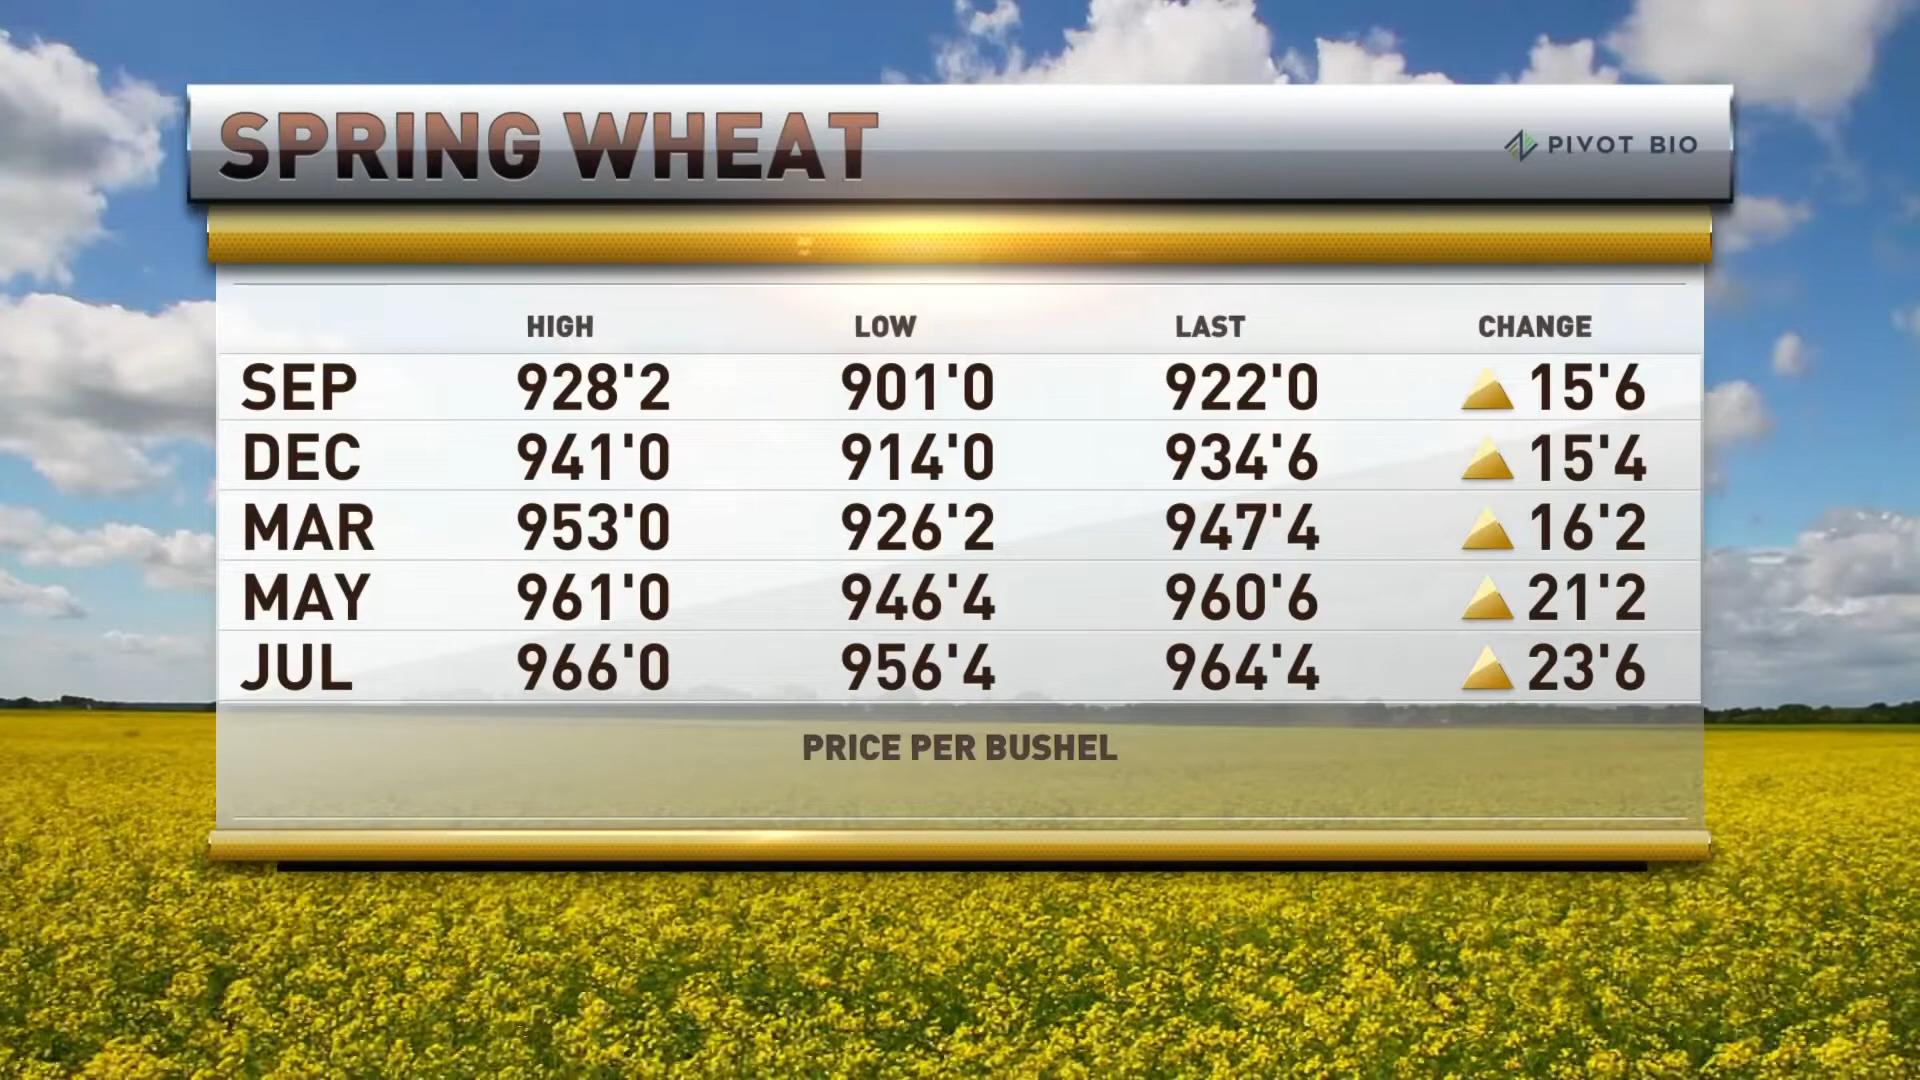 SPRING WHEAT
PIVOT BIO
HIGH LOW LAST CHANGE
SEP 928'2 901'0 922'0 15'6
DEC 941'0 914'0 934'6 15'4
MAR 953'0 926'2 947'4 16'2
MAY 961'0 946'4 960'6 21'2
JUL 966'0 956'4 964'4 23'6
PRICE PER BUSHEL